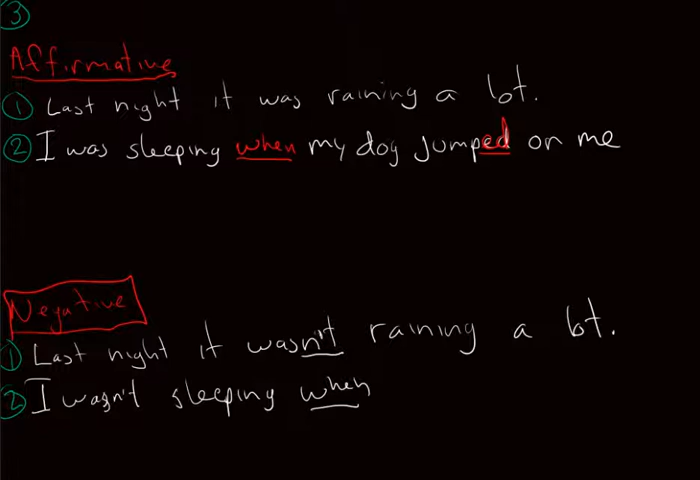 3
Affirmative
1 Last night it was raining a lot.
2 I was sleeping when my dog jumped on me
Negative
1 Last night it wasn't raining a lot.
2 I wasn't sleeping when